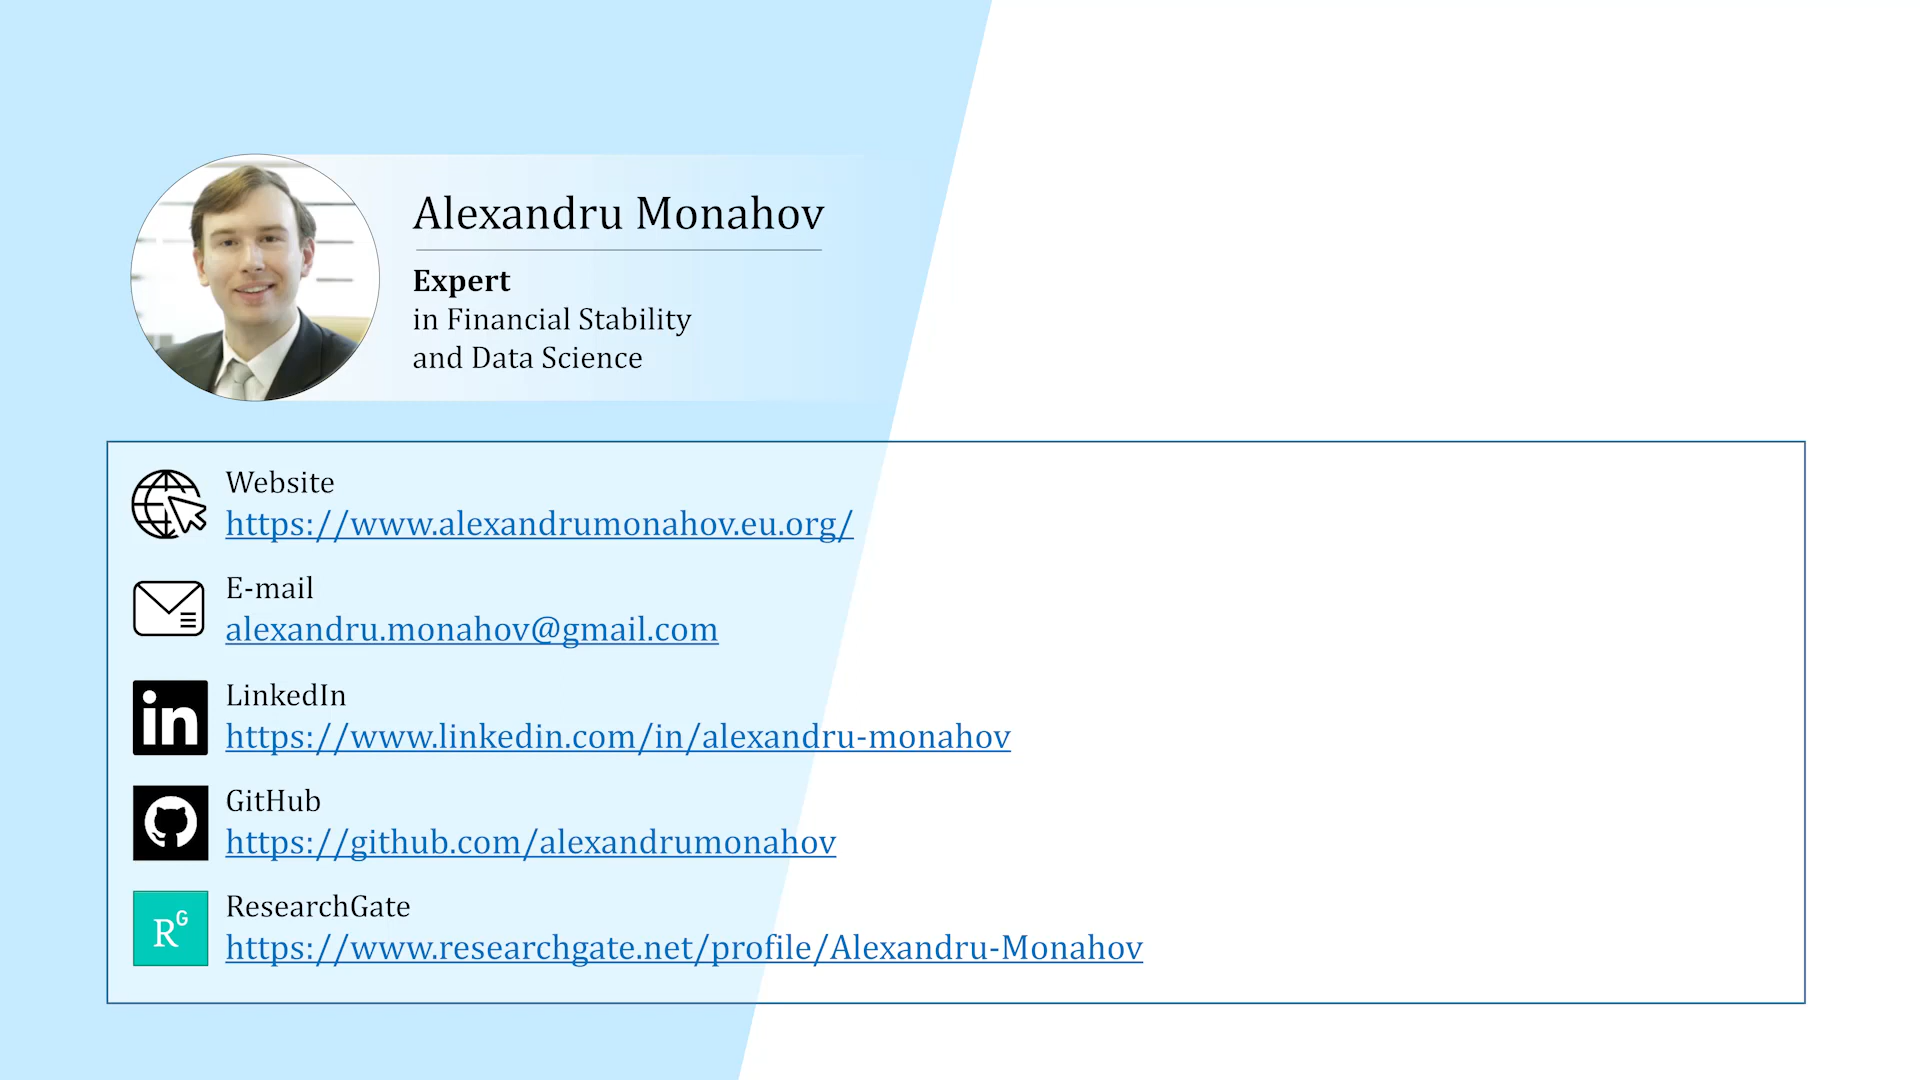 Alexandru Monahov
Expert
in Financial Stability
and Data Science
Website
https://www.alexandrumonahov.eu.org/
E-mail
alexandru.monahov@gmail.com
in
LinkedIn
https://www.linkedin.com/in/alexandru-monahov
GitHub
https://github.com/alexandrumonahov
RG
ResearchGate
https://www.researchgate.net/profile/Alexandru-Monahov